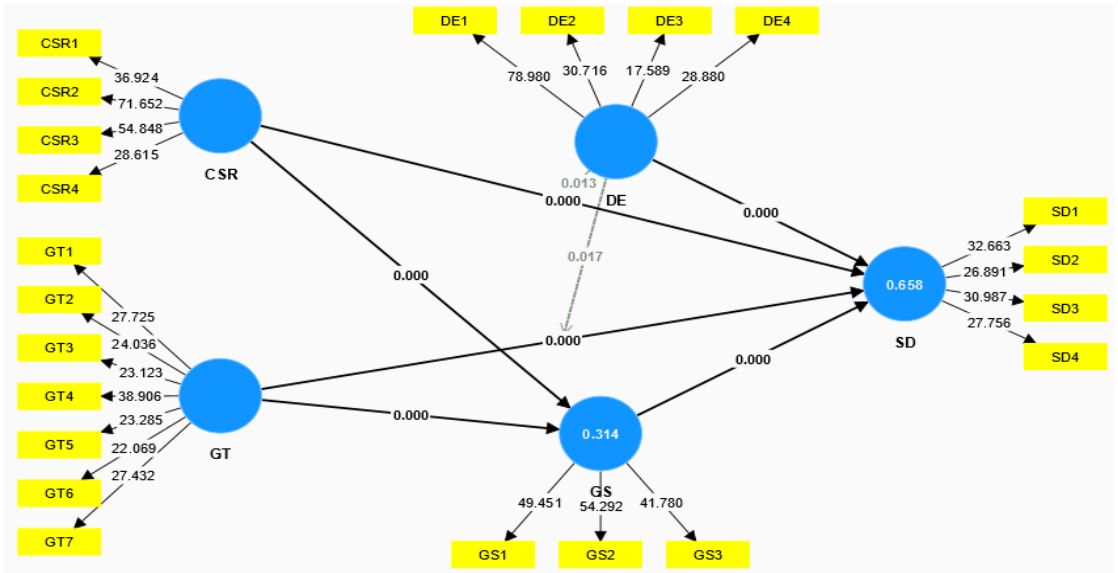 DE1
DE2
DE3
DE4
78.980
30.716
17.589
28.880
CSR1
CSR2
CSR3
CSR4
36.924
71.652
54.848
28.615
CSR
0.013
DE
0.000
0.000
0.017
0.000
0.000
SD1
SD2
SD3
SD4
32.663
26.891
30.987
27.756
0.658
SD
GT1
GT2
GT3
GT4
GT5
GT6
GT7
27.725
24.036
23.123
38.906
23.285
22.069
27.432
GT
0.000
0.000
0.314
GS
49.451
54.292
41.780
GS1
GS2
GS3